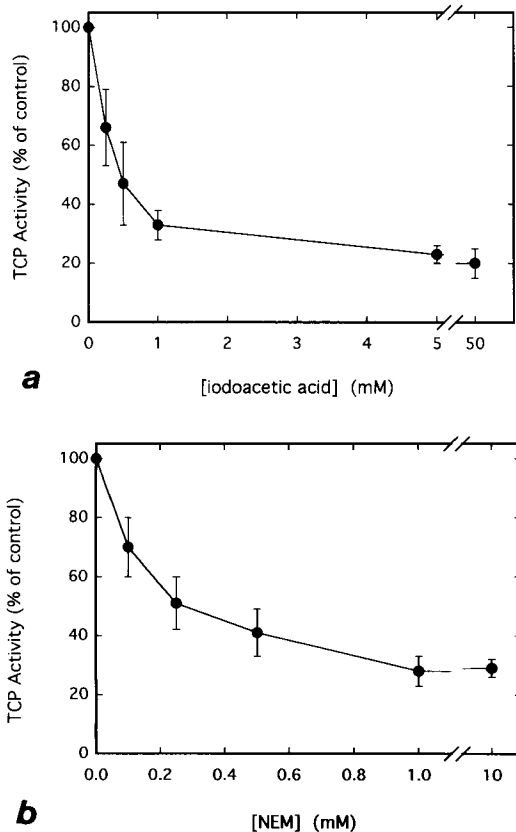 100
80
60
40
20
0
TCP Activity (% of control)
0 1 2 3 4 5 50
[iodoacetic acid] (mM)
a
100
80
60
40
20
0
TCP Activity (% of control)
0.0 0.2 0.4 0.6 0.8 1.0 10
[NEM] (mM)
b